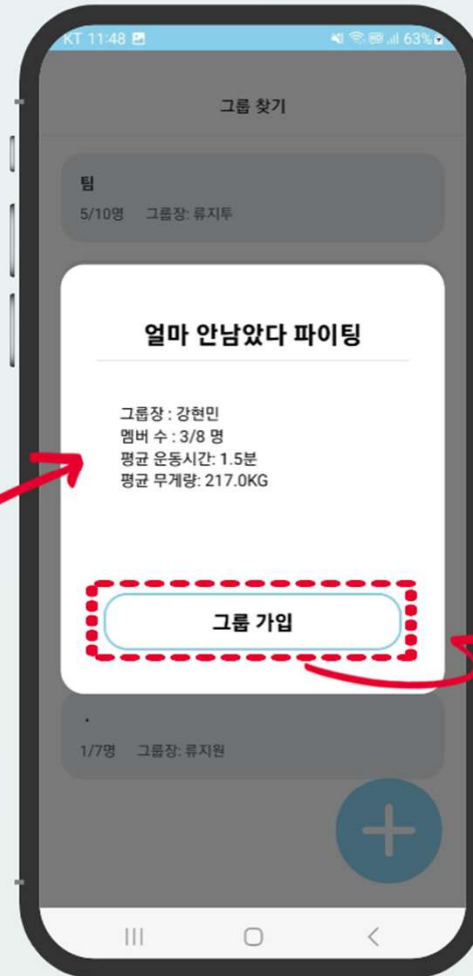 KT 11:48
63%
그룹 찾기
팀
5/10명 그룹장: 류지투
얼마 안남았다 파이팅
그룹장 : 강현민
멤버 수 : 3/8 명
평균 운동시간: 1.5분
평균 무게량: 217.0KG
그룹 가입
.
1/7명 그룹장: 류지원